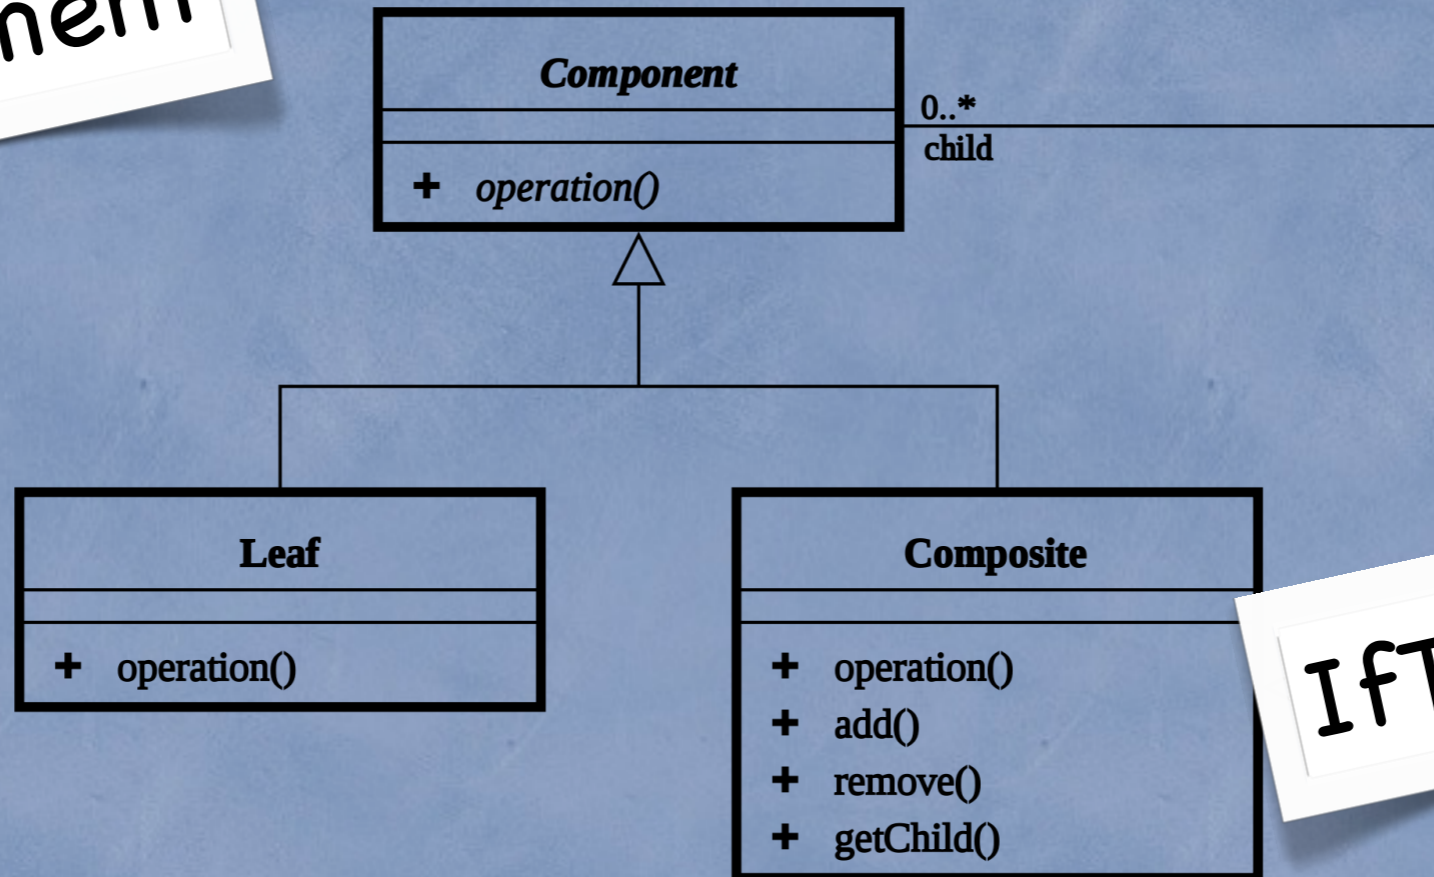 Component
0..*
child
+ operation()
Leaf
+ operation()
Composite
+ operation()
+ add()
+ remove()
+ getChild()